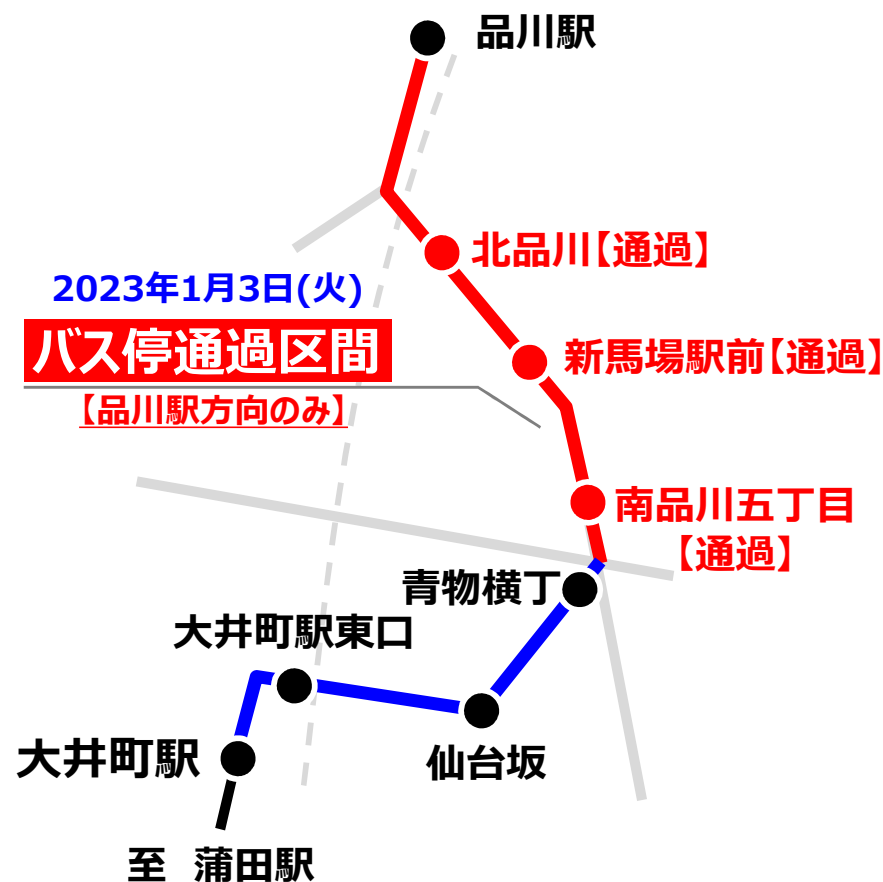 品川駅
北品川【通過】
2023年1月3日(火)
バス停通過区間
新馬場駅前【通過】
【品川駅方向のみ】
南品川五丁目
【通過】
青物横丁
大井町駅東口
大井町駅
仙台坂
至 蒲田駅